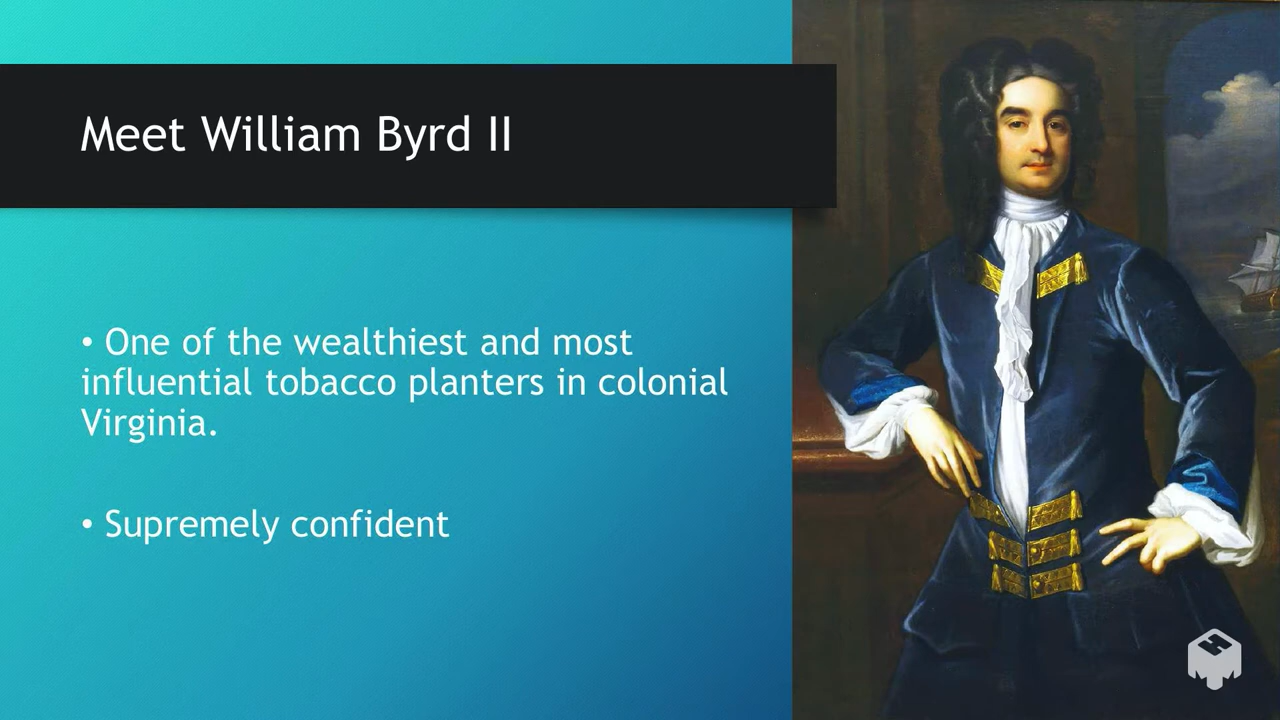 Meet William Byrd II
• One of the wealthiest and most
influential tobacco planters in colonial
Virginia.
• Supremely confident